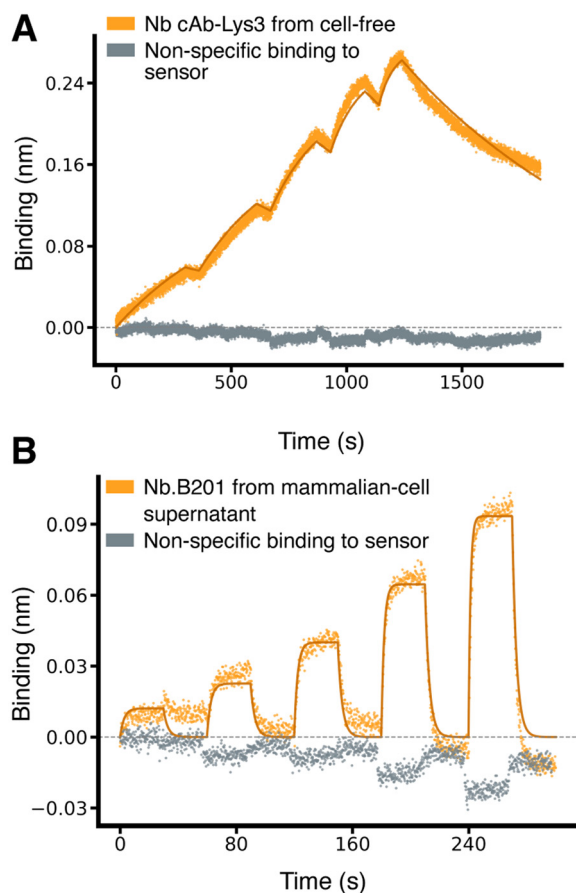 A
Nb cAb-Lys3 from cell-free
Non-specific binding to
sensor
0.24
0.16
0.08
0.00
Binding (nm)
0
500
1000
1500
Time (s)
B
Nb.B201 from mammalian-cell
supernatant
Non-specific binding to sensor
0.09
0.06
0.03
0.00
−0.03
Binding (nm)
0
80
160
240
Time (s)